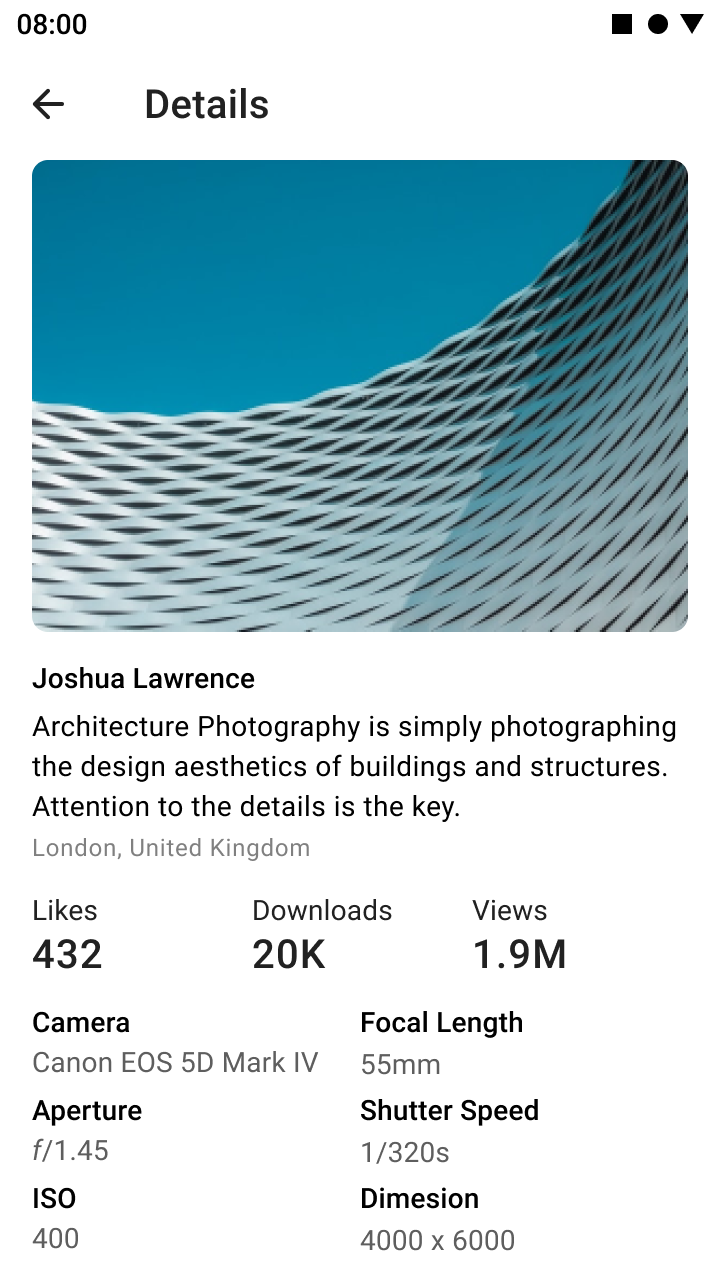 08:00
Details
Joshua Lawrence
Architecture Photography is simply photographing
the design aesthetics of buildings and structures.
Attention to the details is the key.
London, United Kingdom
Likes Downloads Views
432 20K 1.9M
Camera Focal Length
Canon EOS 5D Mark IV 55mm
Aperture Shutter Speed
f/1.45 1/320s
ISO Dimesion
400 4000 x 6000